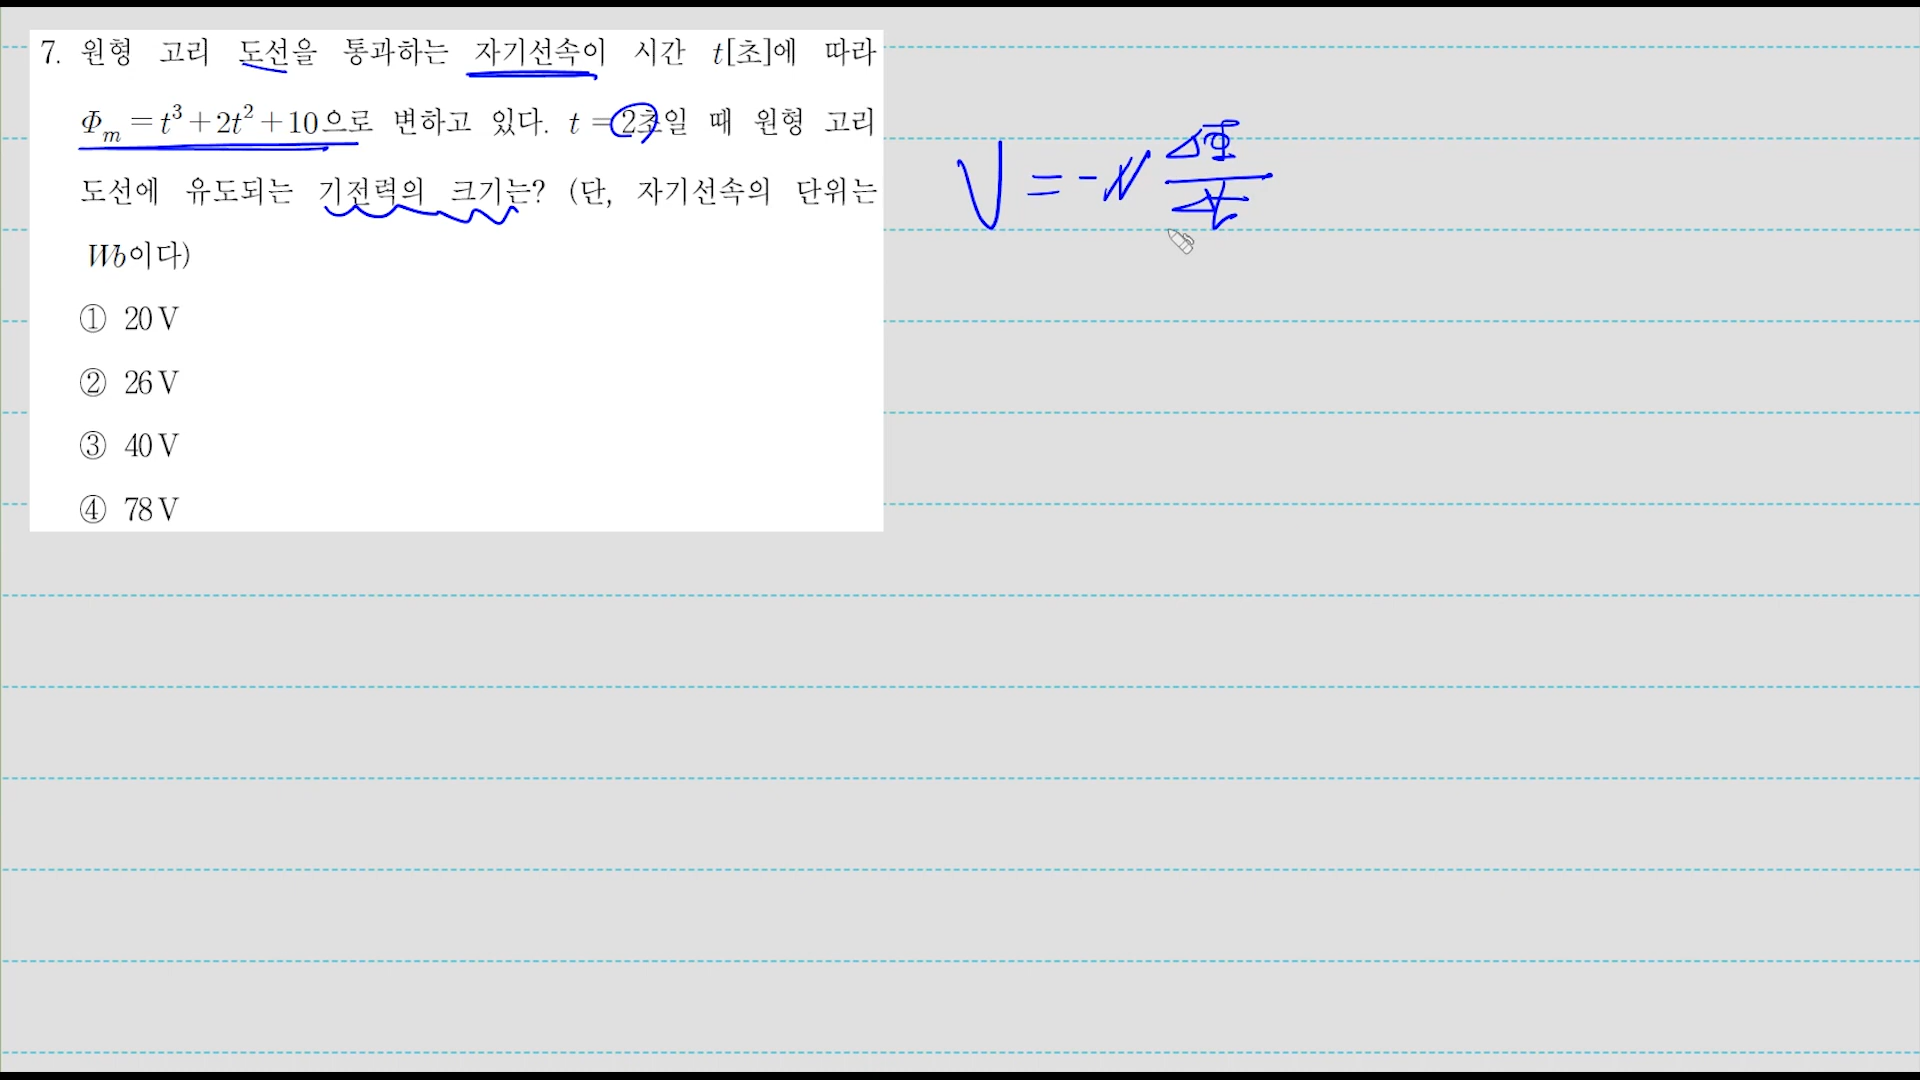 7. 원형 고리 도선을 통과하는 자기선속이 시간 t[초]에 따라
Φₘ = t³ + 2t² + 10으로 변하고 있다. t = 2초일 때 원형 고리
도선에 유도되는 기전력의 크기는? (단, 자기선속의 단위는
Wb이다)
① 20 V
② 26 V
③ 40 V
④ 78 V
V = -N ΔΦ/Δt